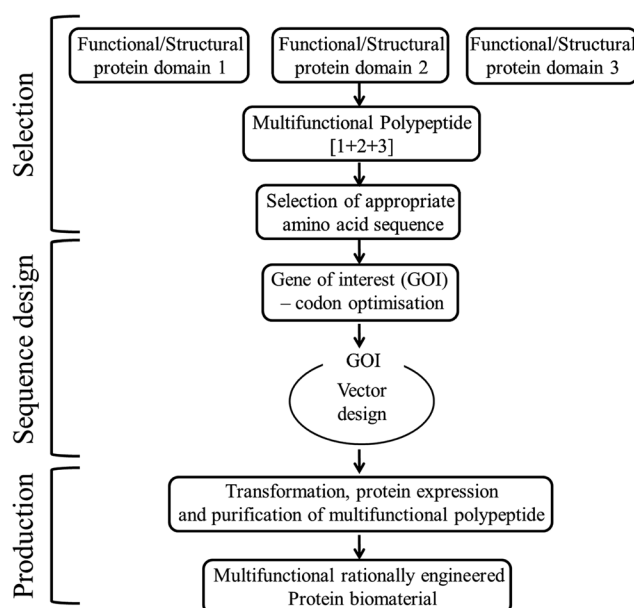 Selection
Functional/Structural
protein domain 1
Functional/Structural
protein domain 2
Functional/Structural
protein domain 3
Multifunctional Polypeptide
[1+2+3]
Selection of appropriate
amino acid sequence
Sequence design
Gene of interest (GOI)
– codon optimisation
GOI
Vector
design
Production
Transformation, protein expression
and purification of multifunctional polypeptide
Multifunctional rationally engineered
Protein biomaterial